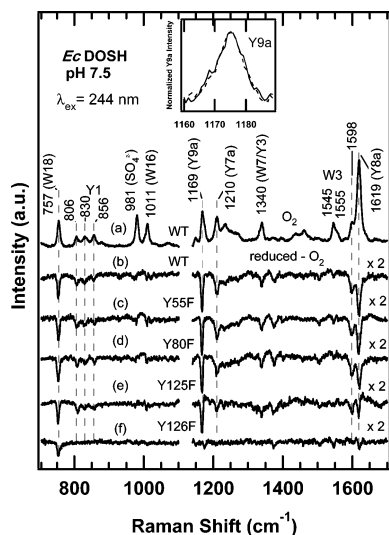 Ec DOSH
pH 7.5
λex= 244 nm
Normalized Y9a Intensity
Y9a
1160 1170 1180
Intensity (a.u.)
757 (W18)
806
~830
Y1
856
981 (SO₄²⁻)
1011 (W16)
1169 (Y9a)
1210 (Y7a)
1340 (W7/Y3)
O₂
W3
1545
1555
1598
1619 (Y8a)
(a) WT
reduced - O₂
(b) WT x 2
(c) Y55F x 2
(d) Y80F x 2
(e) Y125F x 2
(f) Y126F x 2
800 1000 1200 1400 1600
Raman Shift (cm⁻¹)